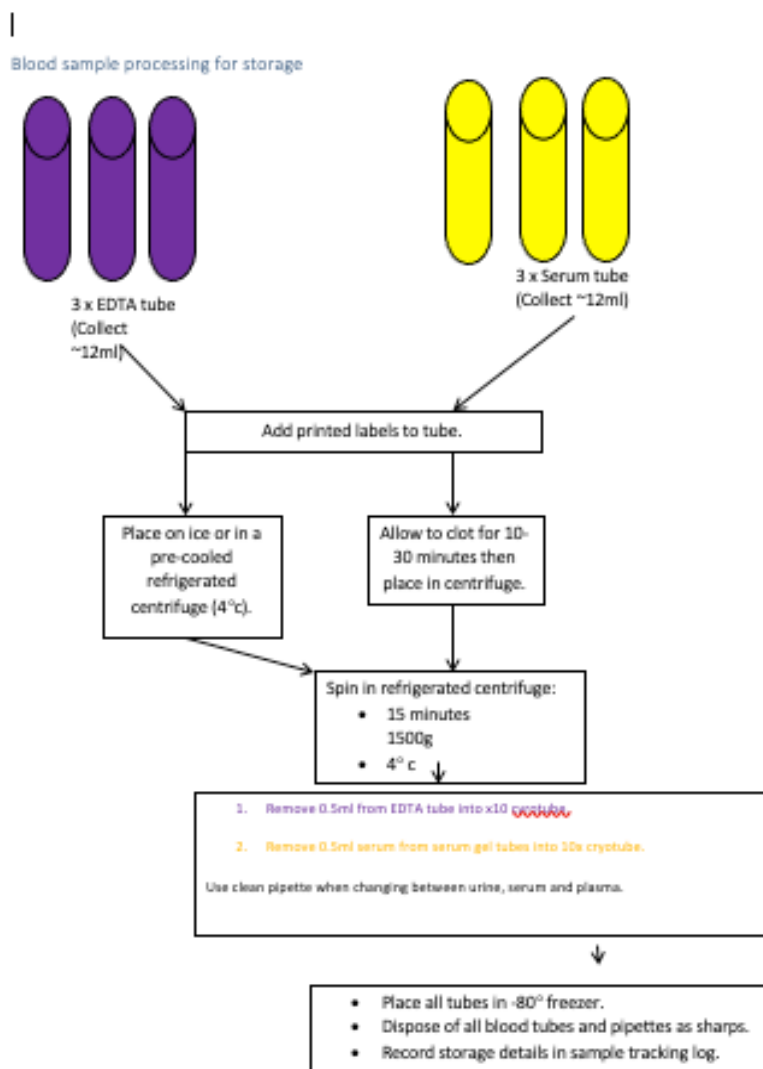 Blood sample processing for storage
3 x EDTA tube
(Collect
~12ml)
3 x Serum tube
(Collect ~12ml)
Add printed labels to tube.
Place on ice or in a
pre-cooled
refrigerated
centrifuge (4°c).
Allow to clot for 10-
30 minutes then
place in centrifuge.
Spin in refrigerated centrifuge:
• 15 minutes
1500g
• 4° c
1. Remove 0.5ml from EDTA tube into x10 cyrotube.
2. Remove 0.5ml serum from serum gel tubes into 10x cryotube.
Use clean pipette when changing between urine, serum and plasma.
• Place all tubes in -80° freezer.
• Dispose of all blood tubes and pipettes as sharps.
• Record storage details in sample tracking log.